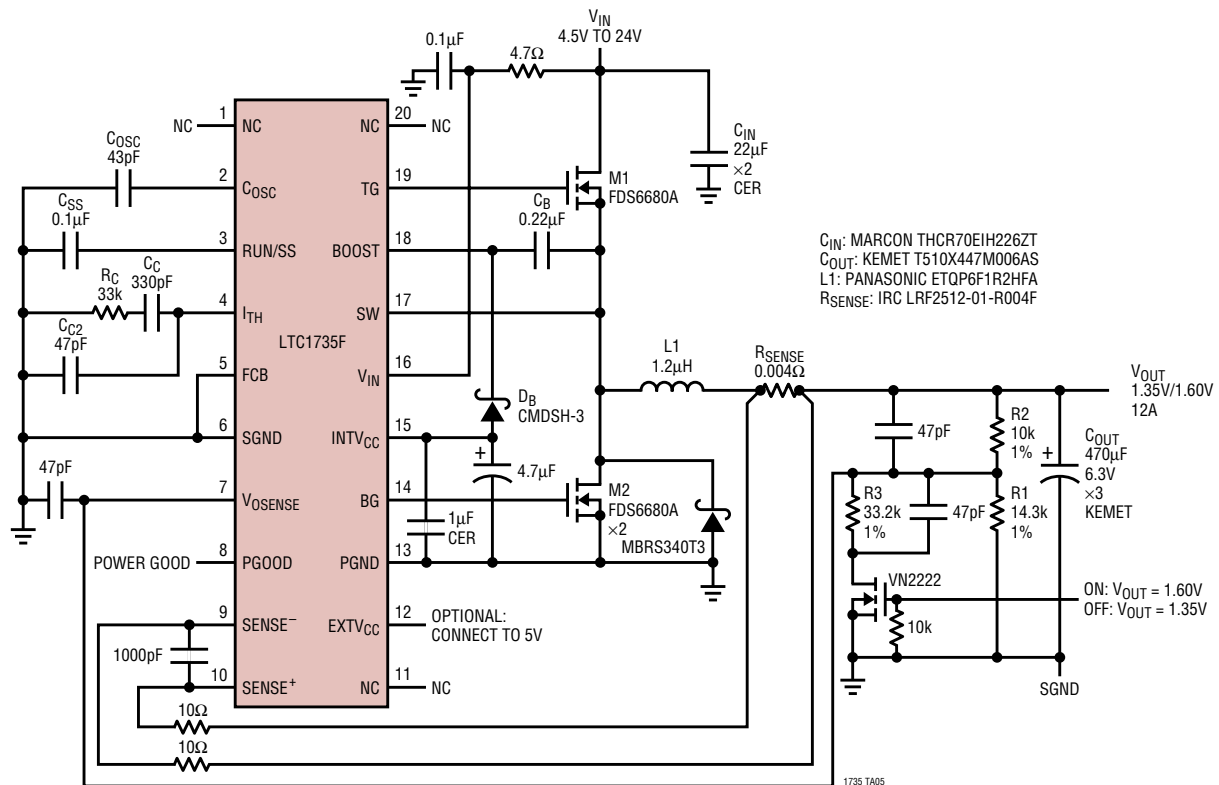 VIN
4.5V TO 24V
0.1µF
4.7Ω
CIN
22µF
×2
CER
1
NC
NC
20
NC
NC
COSC
43pF
2
COSC
19
TG
M1
FDS6680A
CSS
0.1µF
3
RUN/SS
18
BOOST
CB
0.22µF
CIN: MARCON THCR70EIH226ZT
COUT: KEMET T510X447M006AS
L1: PANASONIC ETQP6F1R2HFA
RSENSE: IRC LRF2512-01-R004F
RC
33k
CC
330pF
4
ITH
17
SW
LTC1735F
CC2
47pF
5
FCB
16
VIN
L1
1.2µH
RSENSE
0.004Ω
VOUT
1.35V/1.60V
12A
DB
CMDSH-3
6
SGND
15
INTVCC
4.7µF
+
47pF
R2
10k
1%
+
COUT
470µF
6.3V
×3
KEMET
47pF
7
VOSENSE
14
BG
M2
FDS6680A
×2
1µF
CER
MBRS340T3
R3
33.2k
1%
47pF
R1
14.3k
1%
POWER GOOD
8
PGOOD
13
PGND
VN2222
10k
ON: VOUT = 1.60V
OFF: VOUT = 1.35V
9
SENSE−
12
EXTVCC
OPTIONAL:
CONNECT TO 5V
1000pF
10
SENSE+
11
NC
NC
SGND
10Ω
10Ω
1735 TA05